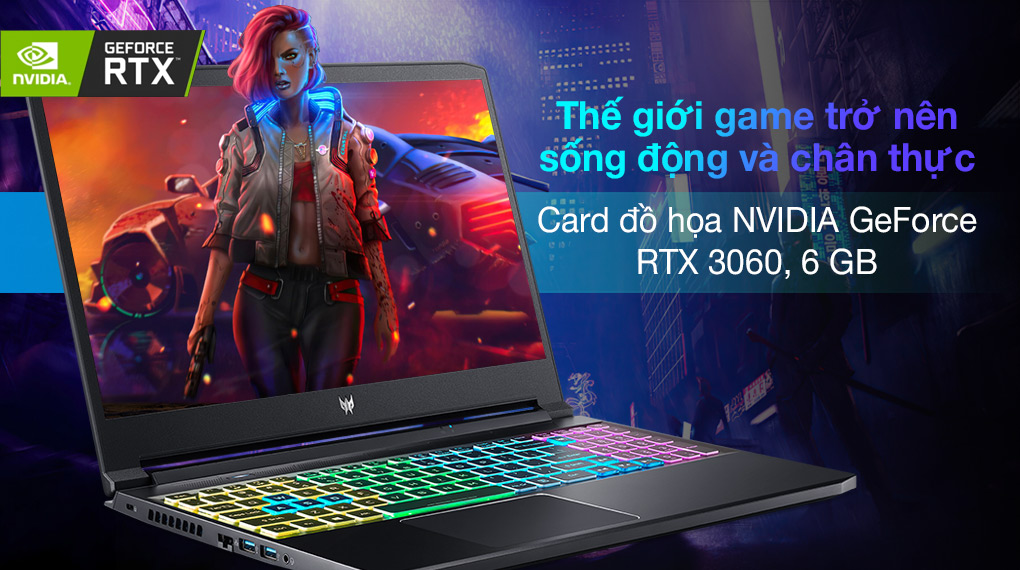 NVIDIA.
GEFORCE
RTX™
Thế giới game trở nên
sống động và chân thực
Card đồ họa NVIDIA GeForce
RTX 3060, 6 GB